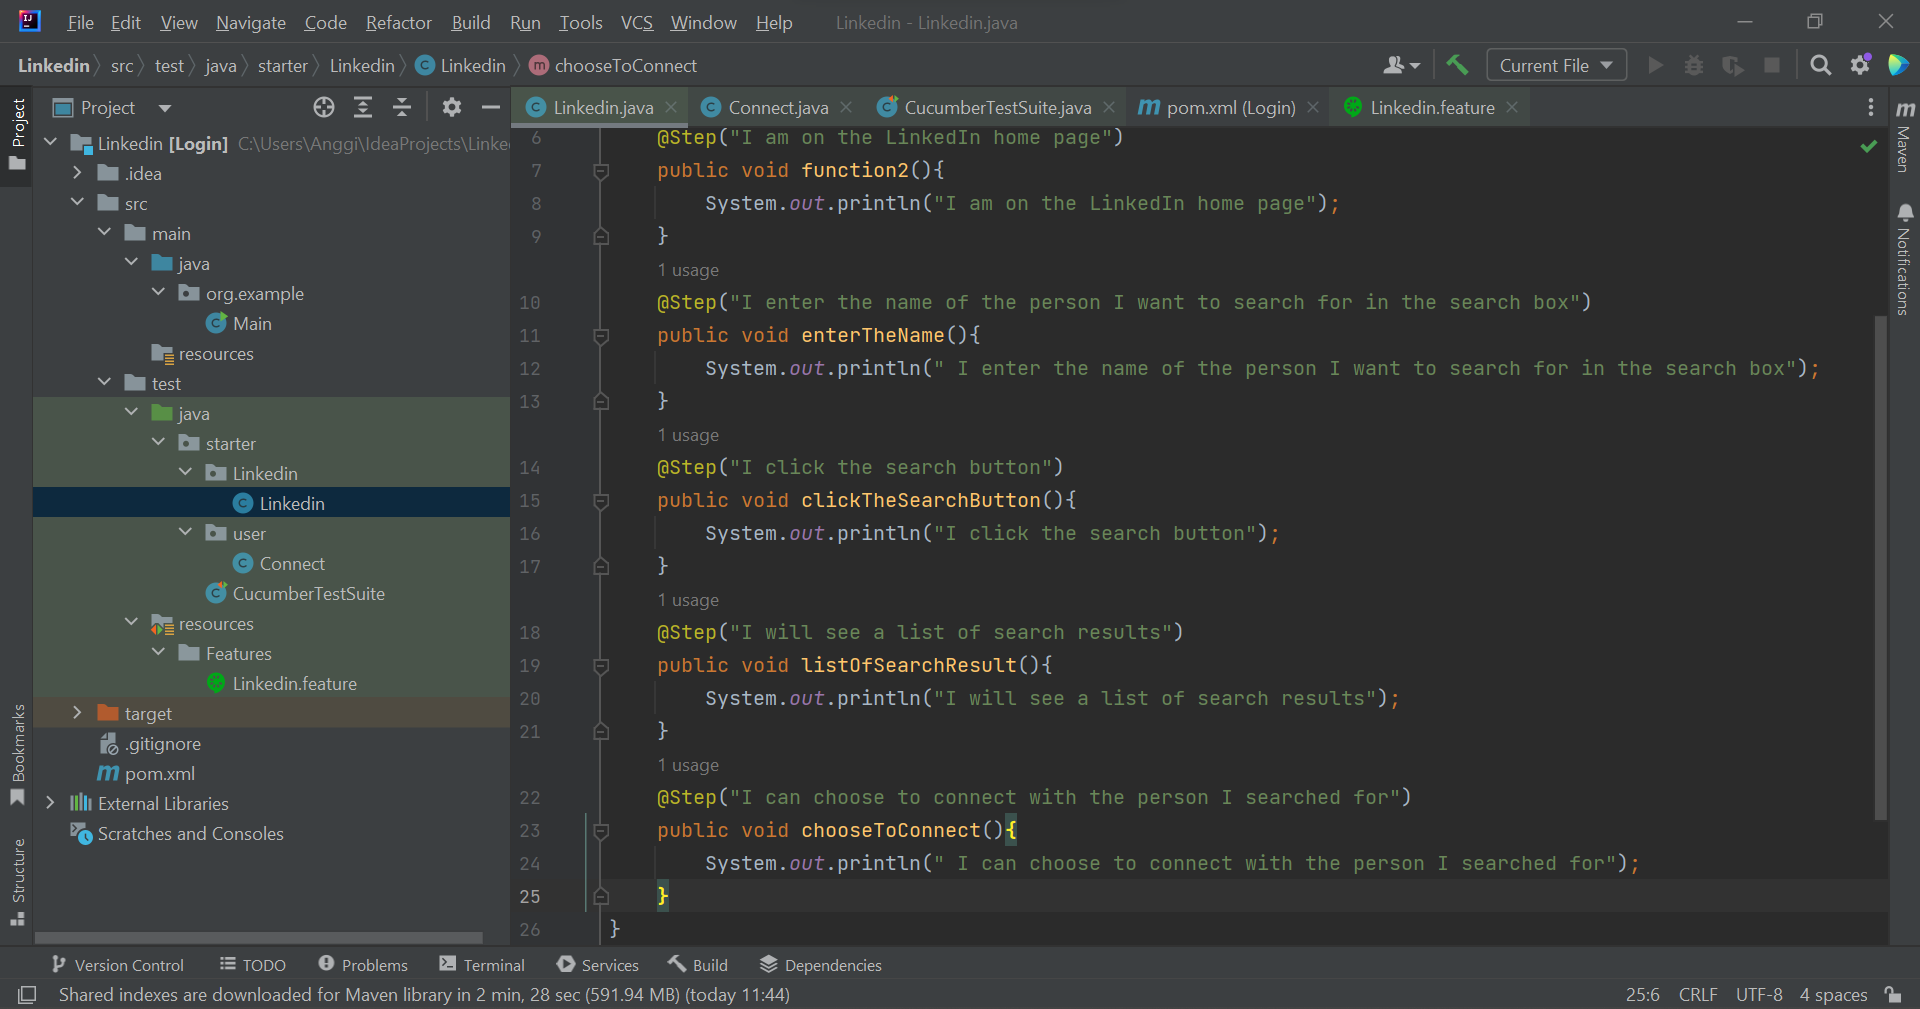 File Edit View Navigate Code Refactor Build Run Tools VCS Window Help Linkedin - Linkedin.java
Linkedin src test java starter Linkedin Linkedin chooseToConnect Current File
Project
Linkedin.java Connect.java CucumberTestSuite.java pom.xml (Login) Linkedin.feature
Project
Linkedin [Login] C:\Users\Anggi\IdeaProjects\Linke
.idea
src
main
java
org.example
Main
resources
test
java
starter
Linkedin
Linkedin
user
Connect
CucumberTestSuite
resources
Features
Linkedin.feature
target
.gitignore
pom.xml
External Libraries
Scratches and Consoles
Bookmarks
Structure
6 @Step("I am on the LinkedIn home page")
7 public void function2(){
8 System.out.println("I am on the LinkedIn home page");
9 }
1 usage
10 @Step("I enter the name of the person I want to search for in the search box")
11 public void enterTheName(){
12 System.out.println(" I enter the name of the person I want to search for in the search box");
13 }
1 usage
14 @Step("I click the search button")
15 public void clickTheSearchButton(){
16 System.out.println("I click the search button");
17 }
1 usage
18 @Step("I will see a list of search results")
19 public void listOfSearchResult(){
20 System.out.println("I will see a list of search results");
21 }
1 usage
22 @Step("I can choose to connect with the person I searched for")
23 public void chooseToConnect(){
24 System.out.println(" I can choose to connect with the person I searched for");
25 }
26 }
Maven
Notifications
Version Control TODO Problems Terminal Services Build Dependencies
Shared indexes are downloaded for Maven library in 2 min, 28 sec (591.94 MB) (today 11:44) 25:6 CRLF UTF-8 4 spaces